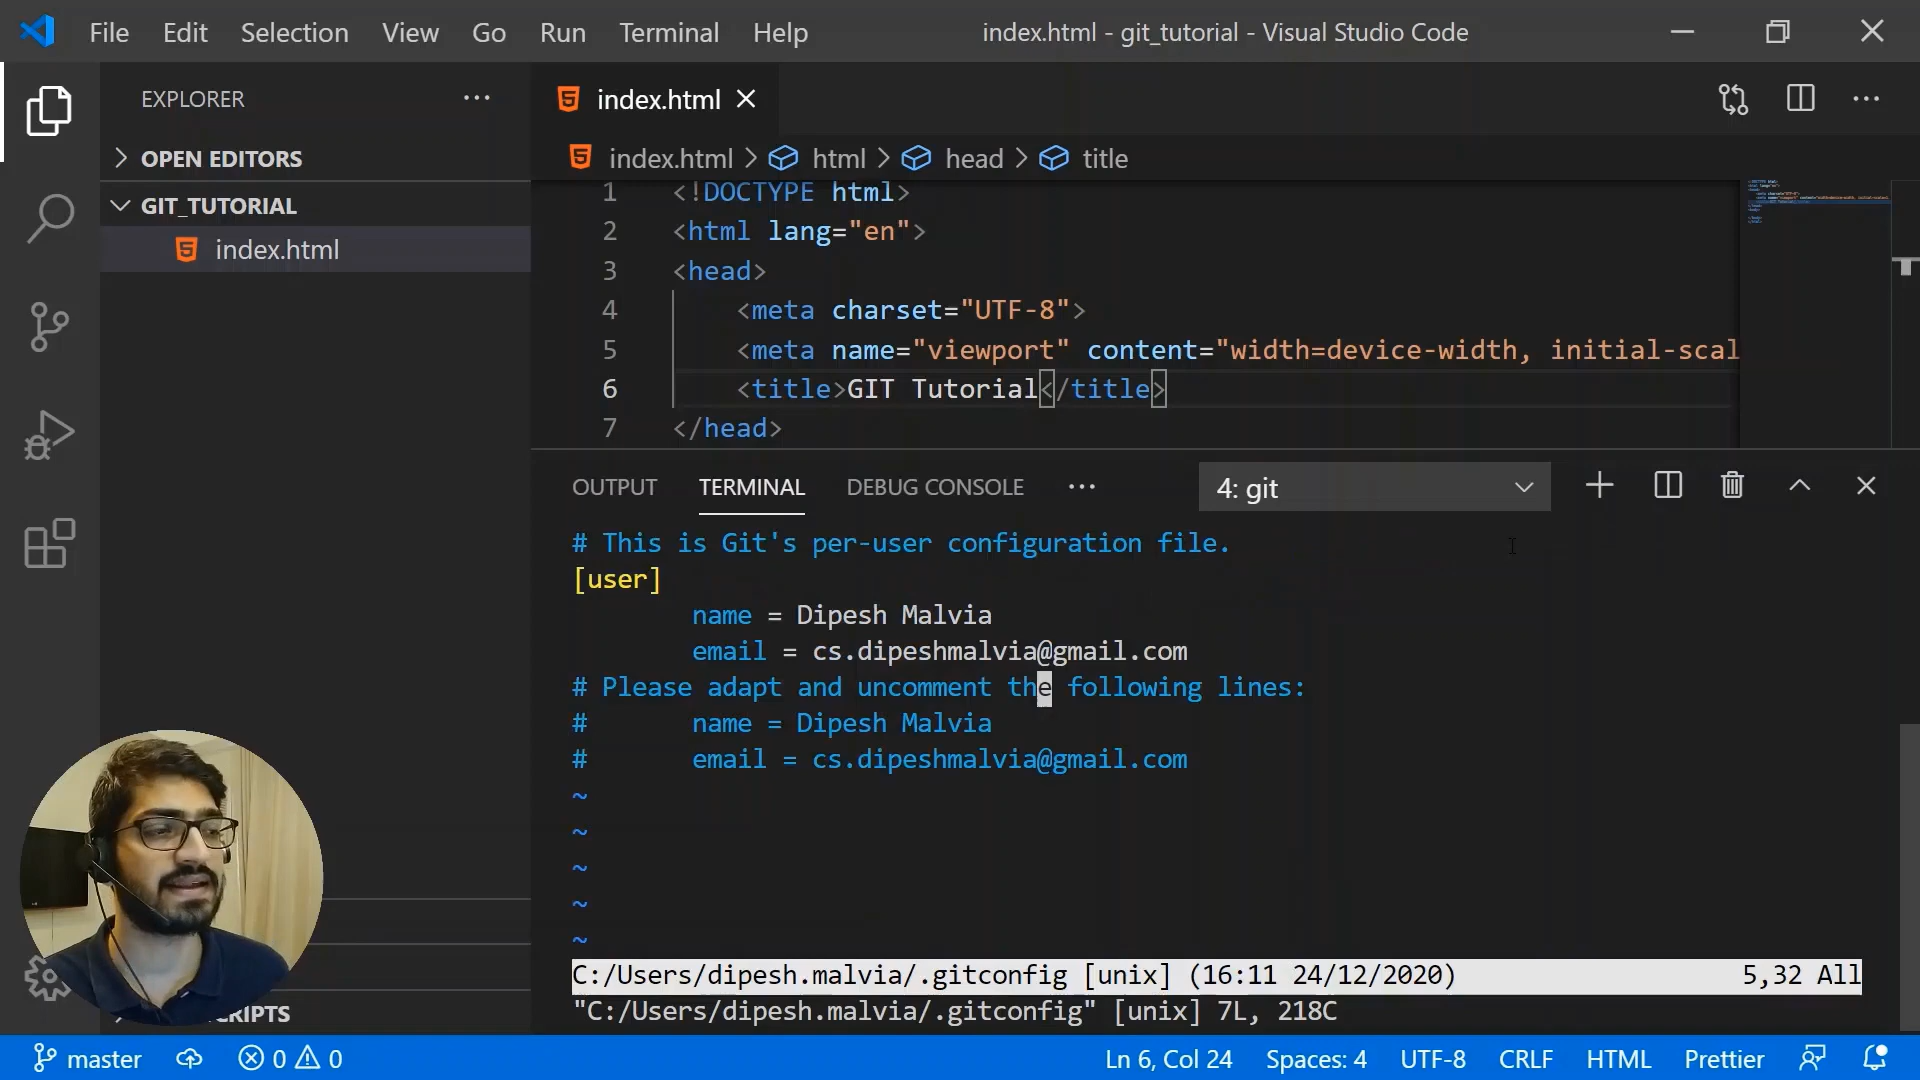 File Edit Selection View Go Run Terminal Help
index.html - git_tutorial - Visual Studio Code
EXPLORER
OPEN EDITORS
GIT_TUTORIAL
index.html
index.html
index.html > html > head > title
1 <!DOCTYPE html>
2 <html lang="en">
3 <head>
4 <meta charset="UTF-8">
5 <meta name="viewport" content="width=device-width, initial-scal
6 <title>GIT Tutorial</title>
7 </head>
OUTPUT TERMINAL DEBUG CONSOLE ··· 4: git
# This is Git's per-user configuration file.
[user]
name = Dipesh Malvia
email = cs.dipeshmalvia@gmail.com
# Please adapt and uncomment the following lines:
# name = Dipesh Malvia
# email = cs.dipeshmalvia@gmail.com
~
~
~
~
~
C:/Users/dipesh.malvia/.gitconfig [unix] (16:11 24/12/2020) 5,32 All
"C:/Users/dipesh.malvia/.gitconfig" [unix] 7L, 218C
master 0 0 Ln 6, Col 24 Spaces: 4 UTF-8 CRLF HTML Prettier